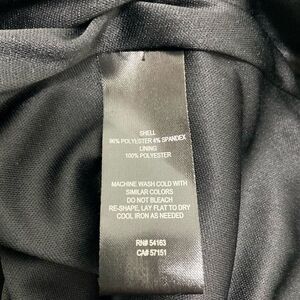 SHELL
96% POLYESTER 4% SPANDEX
LINING
100% POLYESTER
MACHINE WASH COLD WITH
SIMILAR COLORS
DO NOT BLEACH
RE-SHAPE, LAY FLAT TO DRY
COOL IRON AS NEEDED
RN# 54163
CA# 57151